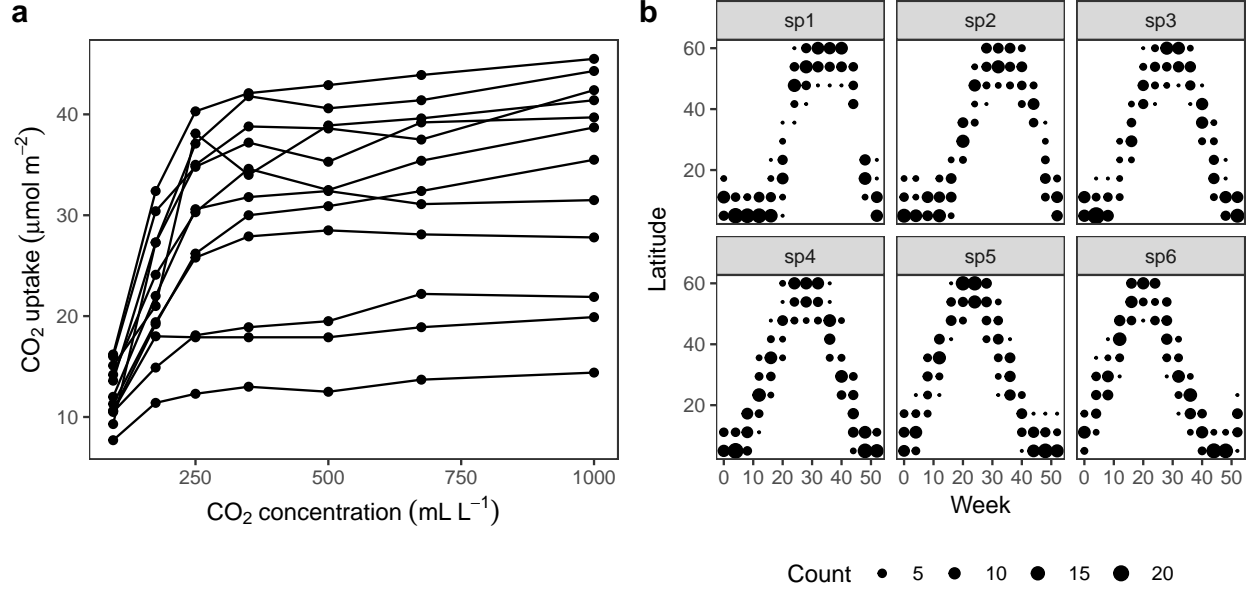 a
CO₂ uptake (μmol m⁻²)
40
30
20
10
250
500
750
1000
CO₂ concentration (mL L⁻¹)
b
sp1
sp2
sp3
60
40
20
Latitude
sp4
sp5
sp6
60
40
20
0 10 20 30 40 50
0 10 20 30 40 50
0 10 20 30 40 50
Week
Count 5 10 15 20